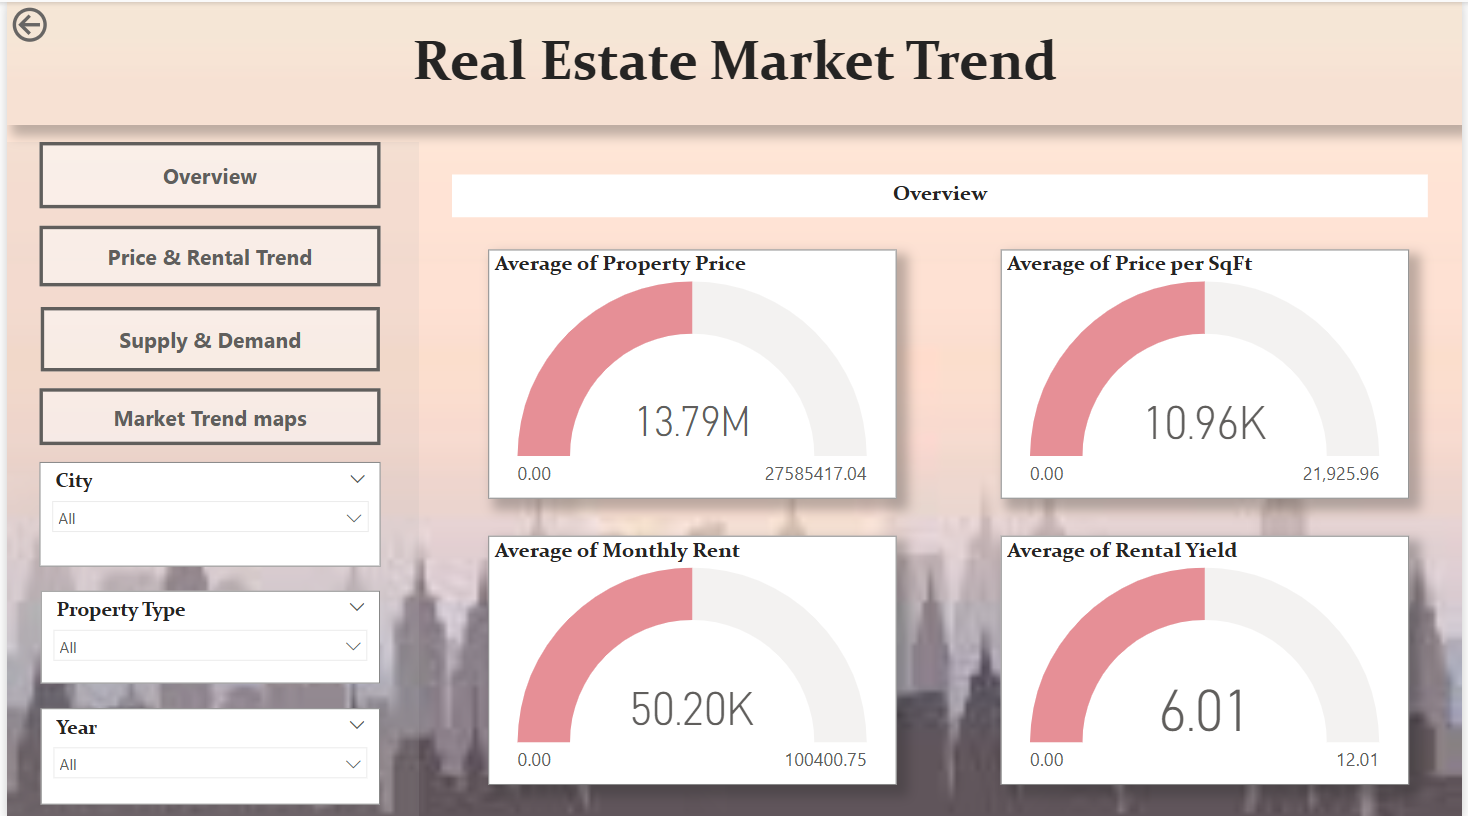 Real Estate Market Trend
Overview
Price & Rental Trend
Supply & Demand
Market Trend maps
City
All
Property Type
All
Year
All
Overview
Average of Property Price
13.79M
0.00
27585417.04
Average of Price per SqFt
10.96K
0.00
21,925.96
Average of Monthly Rent
50.20K
0.00
100400.75
Average of Rental Yield
6.01
0.00
12.01